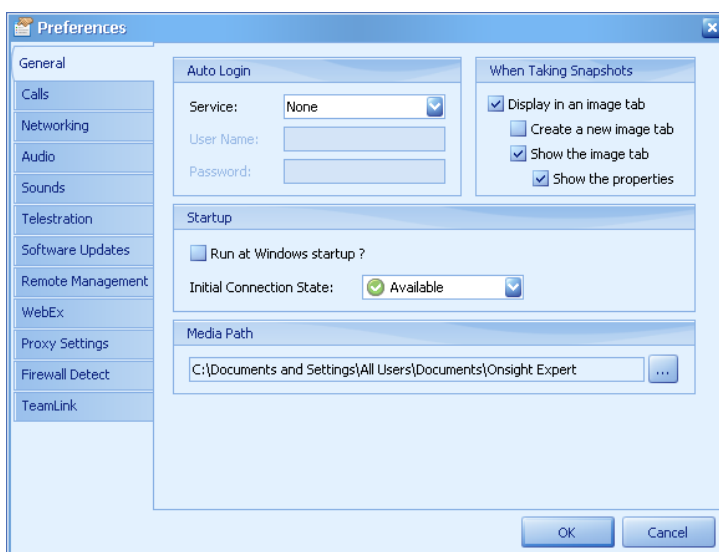 Preferences
General
Calls
Networking
Audio
Sounds
Telestration
Software Updates
Remote Management
WebEx
Proxy Settings
Firewall Detect
TeamLink
Auto Login
Service: None
User Name:
Password:
When Taking Snapshots
Display in an image tab
Create a new image tab
Show the image tab
Show the properties
Startup
Run at Windows startup ?
Initial Connection State: Available
Media Path
C:\Documents and Settings\All Users\Documents\Onsight Expert
...
OK Cancel